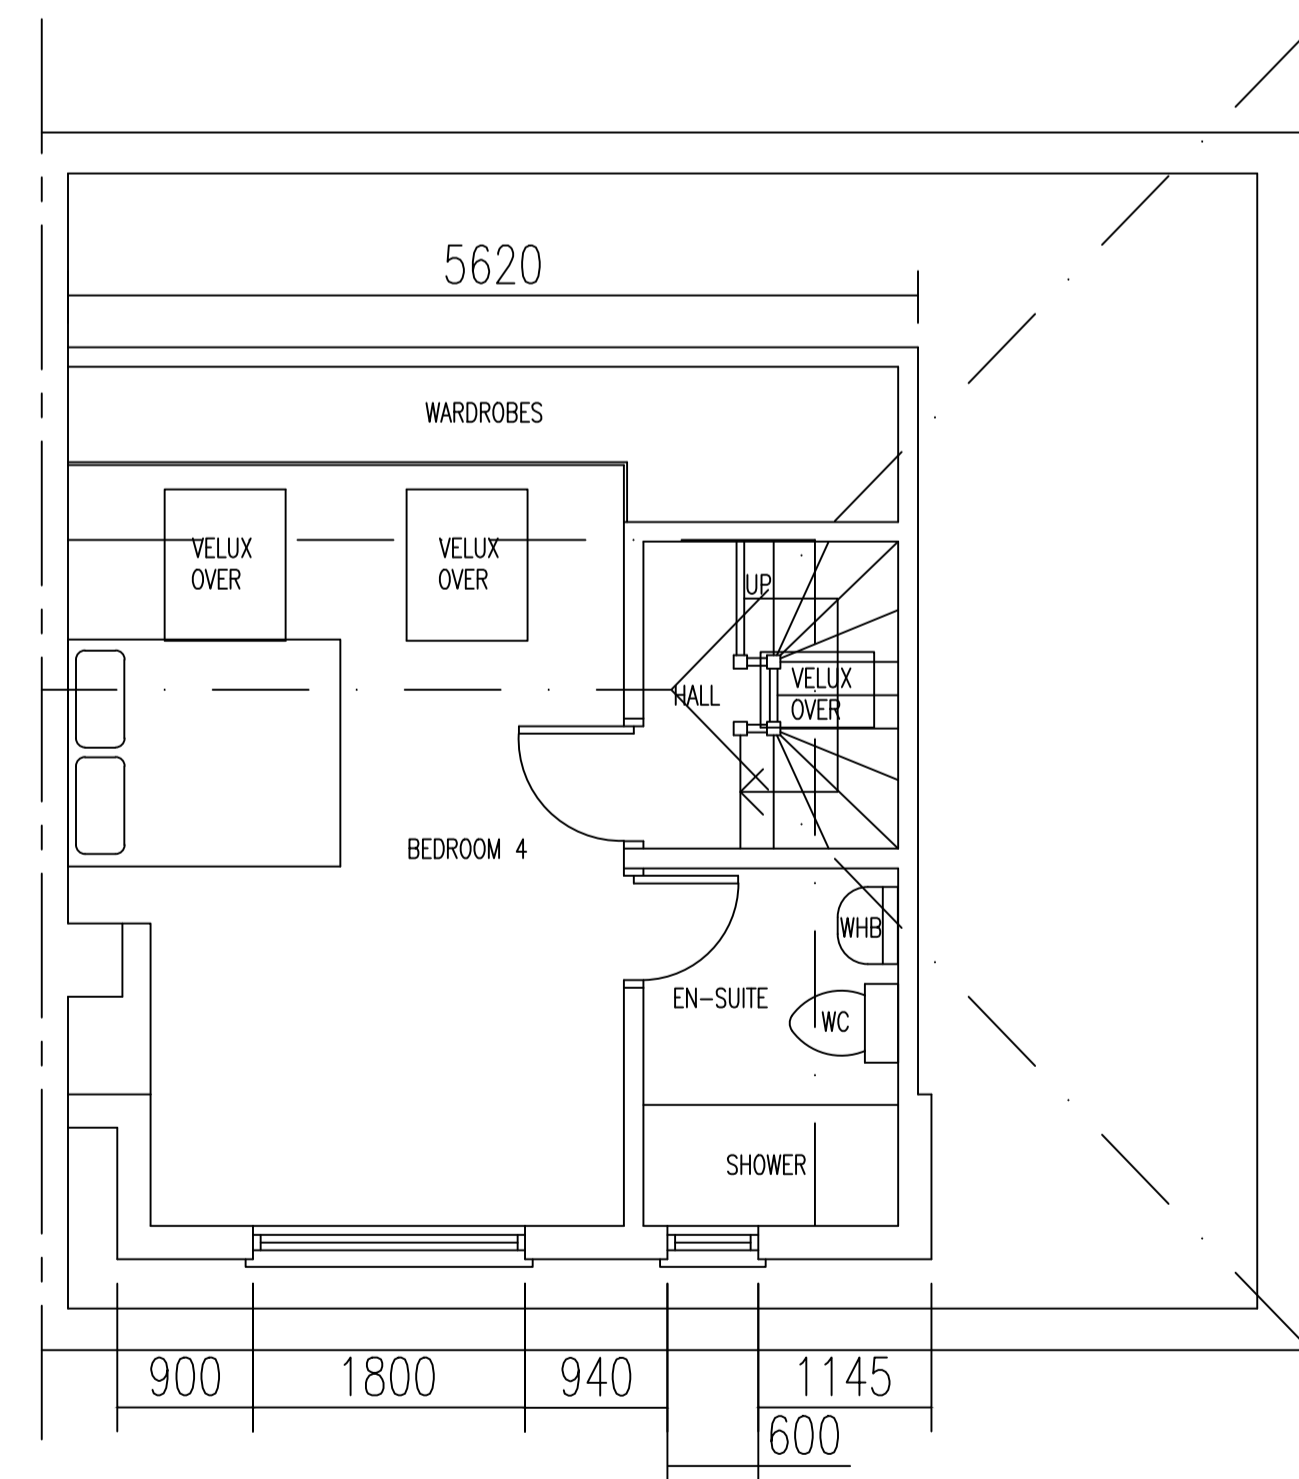 5620
WARDROBES
VELUX
OVER
VELUX
OVER
UP
HALL
VELUX
OVER
BEDROOM 4
WHB
EN-SUITE
WC
SHOWER
900
1800
940
1145
600